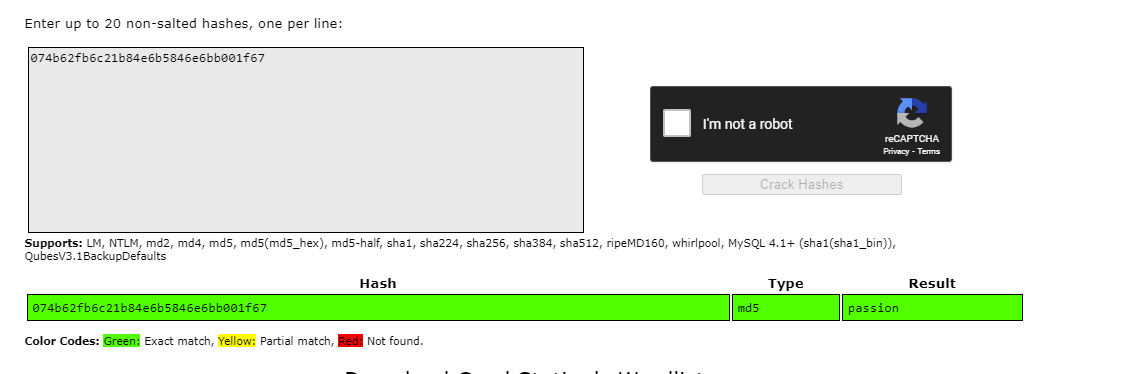 Enter up to 20 non-salted hashes, one per line:
074b62fb6c21b84e6b5846e6bb001f67
I'm not a robot
reCAPTCHA
Privacy - Terms
Crack Hashes
Supports: LM, NTLM, md2, md4, md5, md5(md5_hex), md5-half, sha1, sha224, sha256, sha384, sha512, ripeMD160, whirlpool, MySQL 4.1+ (sha1(sha1_bin)),
QubesV3.1BackupDefaults
Hash Type Result
074b62fb6c21b84e6b5846e6bb001f67 md5 passion
Color Codes: Green: Exact match, Yellow: Partial match, Red: Not found.